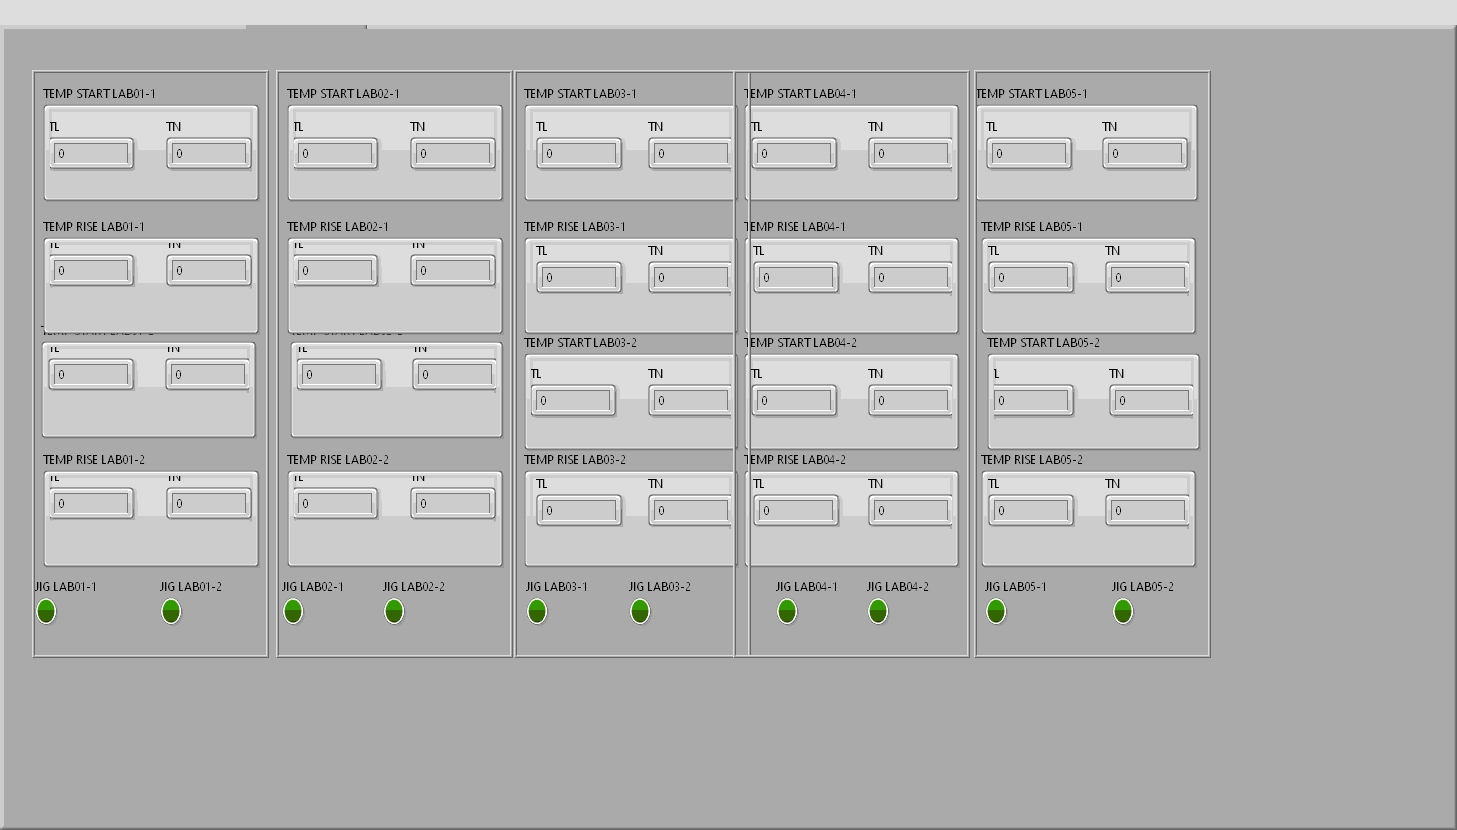 TEMP START LAB01-1
TL TN
0 0
TEMP RISE LAB01-1
TL TN
0 0
TEMP START LAB01-2
TL TN
0 0
TEMP RISE LAB01-2
TL TN
0 0
JIG LAB01-1 JIG LAB01-2
TEMP START LAB02-1
TL TN
0 0
TEMP RISE LAB02-1
TL TN
0 0
TL TN
0 0
TEMP RISE LAB02-2
TL TN
0 0
JIG LAB02-1 JIG LAB02-2
TEMP START LAB03-1
TL TN
0 0
TEMP RISE LAB03-1
TL TN
0 0
TEMP START LAB03-2
TL TN
0 0
TEMP RISE LAB03-2
TL TN
0 0
JIG LAB03-1 JIG LAB03-2
TEMP START LAB04-1
TL TN
0 0
TEMP RISE LAB04-1
TL TN
0 0
TEMP START LAB04-2
TL TN
0 0
TEMP RISE LAB04-2
TL TN
0 0
JIG LAB04-1 JIG LAB04-2
TEMP START LAB05-1
TL TN
0 0
TEMP RISE LAB05-1
TL TN
0 0
TEMP START LAB05-2
L TN
0 0
TEMP RISE LAB05-2
TL TN
0 0
JIG LAB05-1 JIG LAB05-2